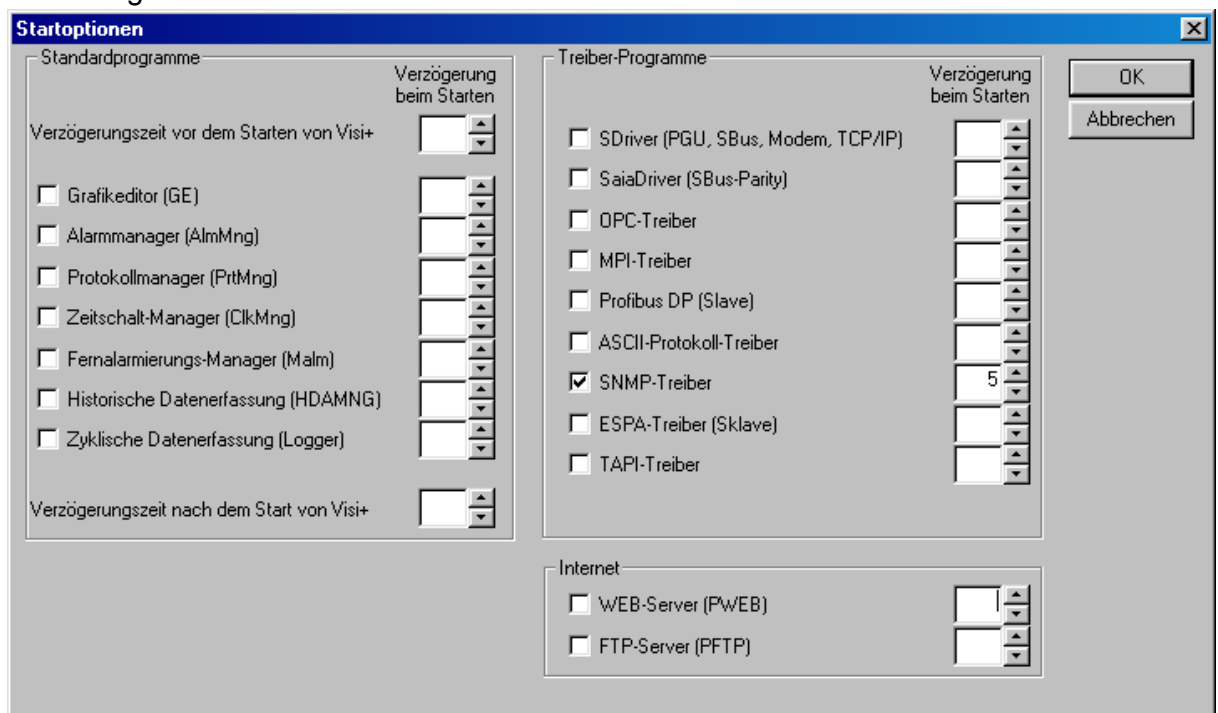 Startoptionen
Standardprogramme
Verzögerung
beim Starten
Verzögerungszeit vor dem Starten von Visi+
Grafikeditor (GE)
Alarmmanager (AlmMng)
Protokollmanager (PrtMng)
Zeitschalt-Manager (ClkMng)
Fernalarmierungs-Manager (Malm)
Historische Datenerfassung (HDAMNG)
Zyklische Datenerfassung (Logger)
Verzögerungszeit nach dem Start von Visi+
Treiber-Programme
Verzögerung
beim Starten
SDriver (PGU, SBus, Modem, TCP/IP)
SaiaDriver (SBus-Parity)
OPC-Treiber
MPI-Treiber
Profibus DP (Slave)
ASCII-Protokoll-Treiber
SNMP-Treiber 5
ESPA-Treiber (Sklave)
TAPI-Treiber
Internet
WEB-Server (PWEB)
FTP-Server (PFTP)
OK
Abbrechen